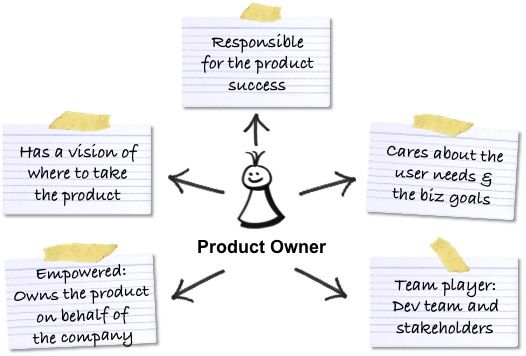 Responsible
for the product
success
Has a vision of
where to take
the product
Cares about the
user needs &
the biz goals
Product Owner
Empowered:
Owns the product
on behalf of
the company
Team player:
Dev team and
stakeholders